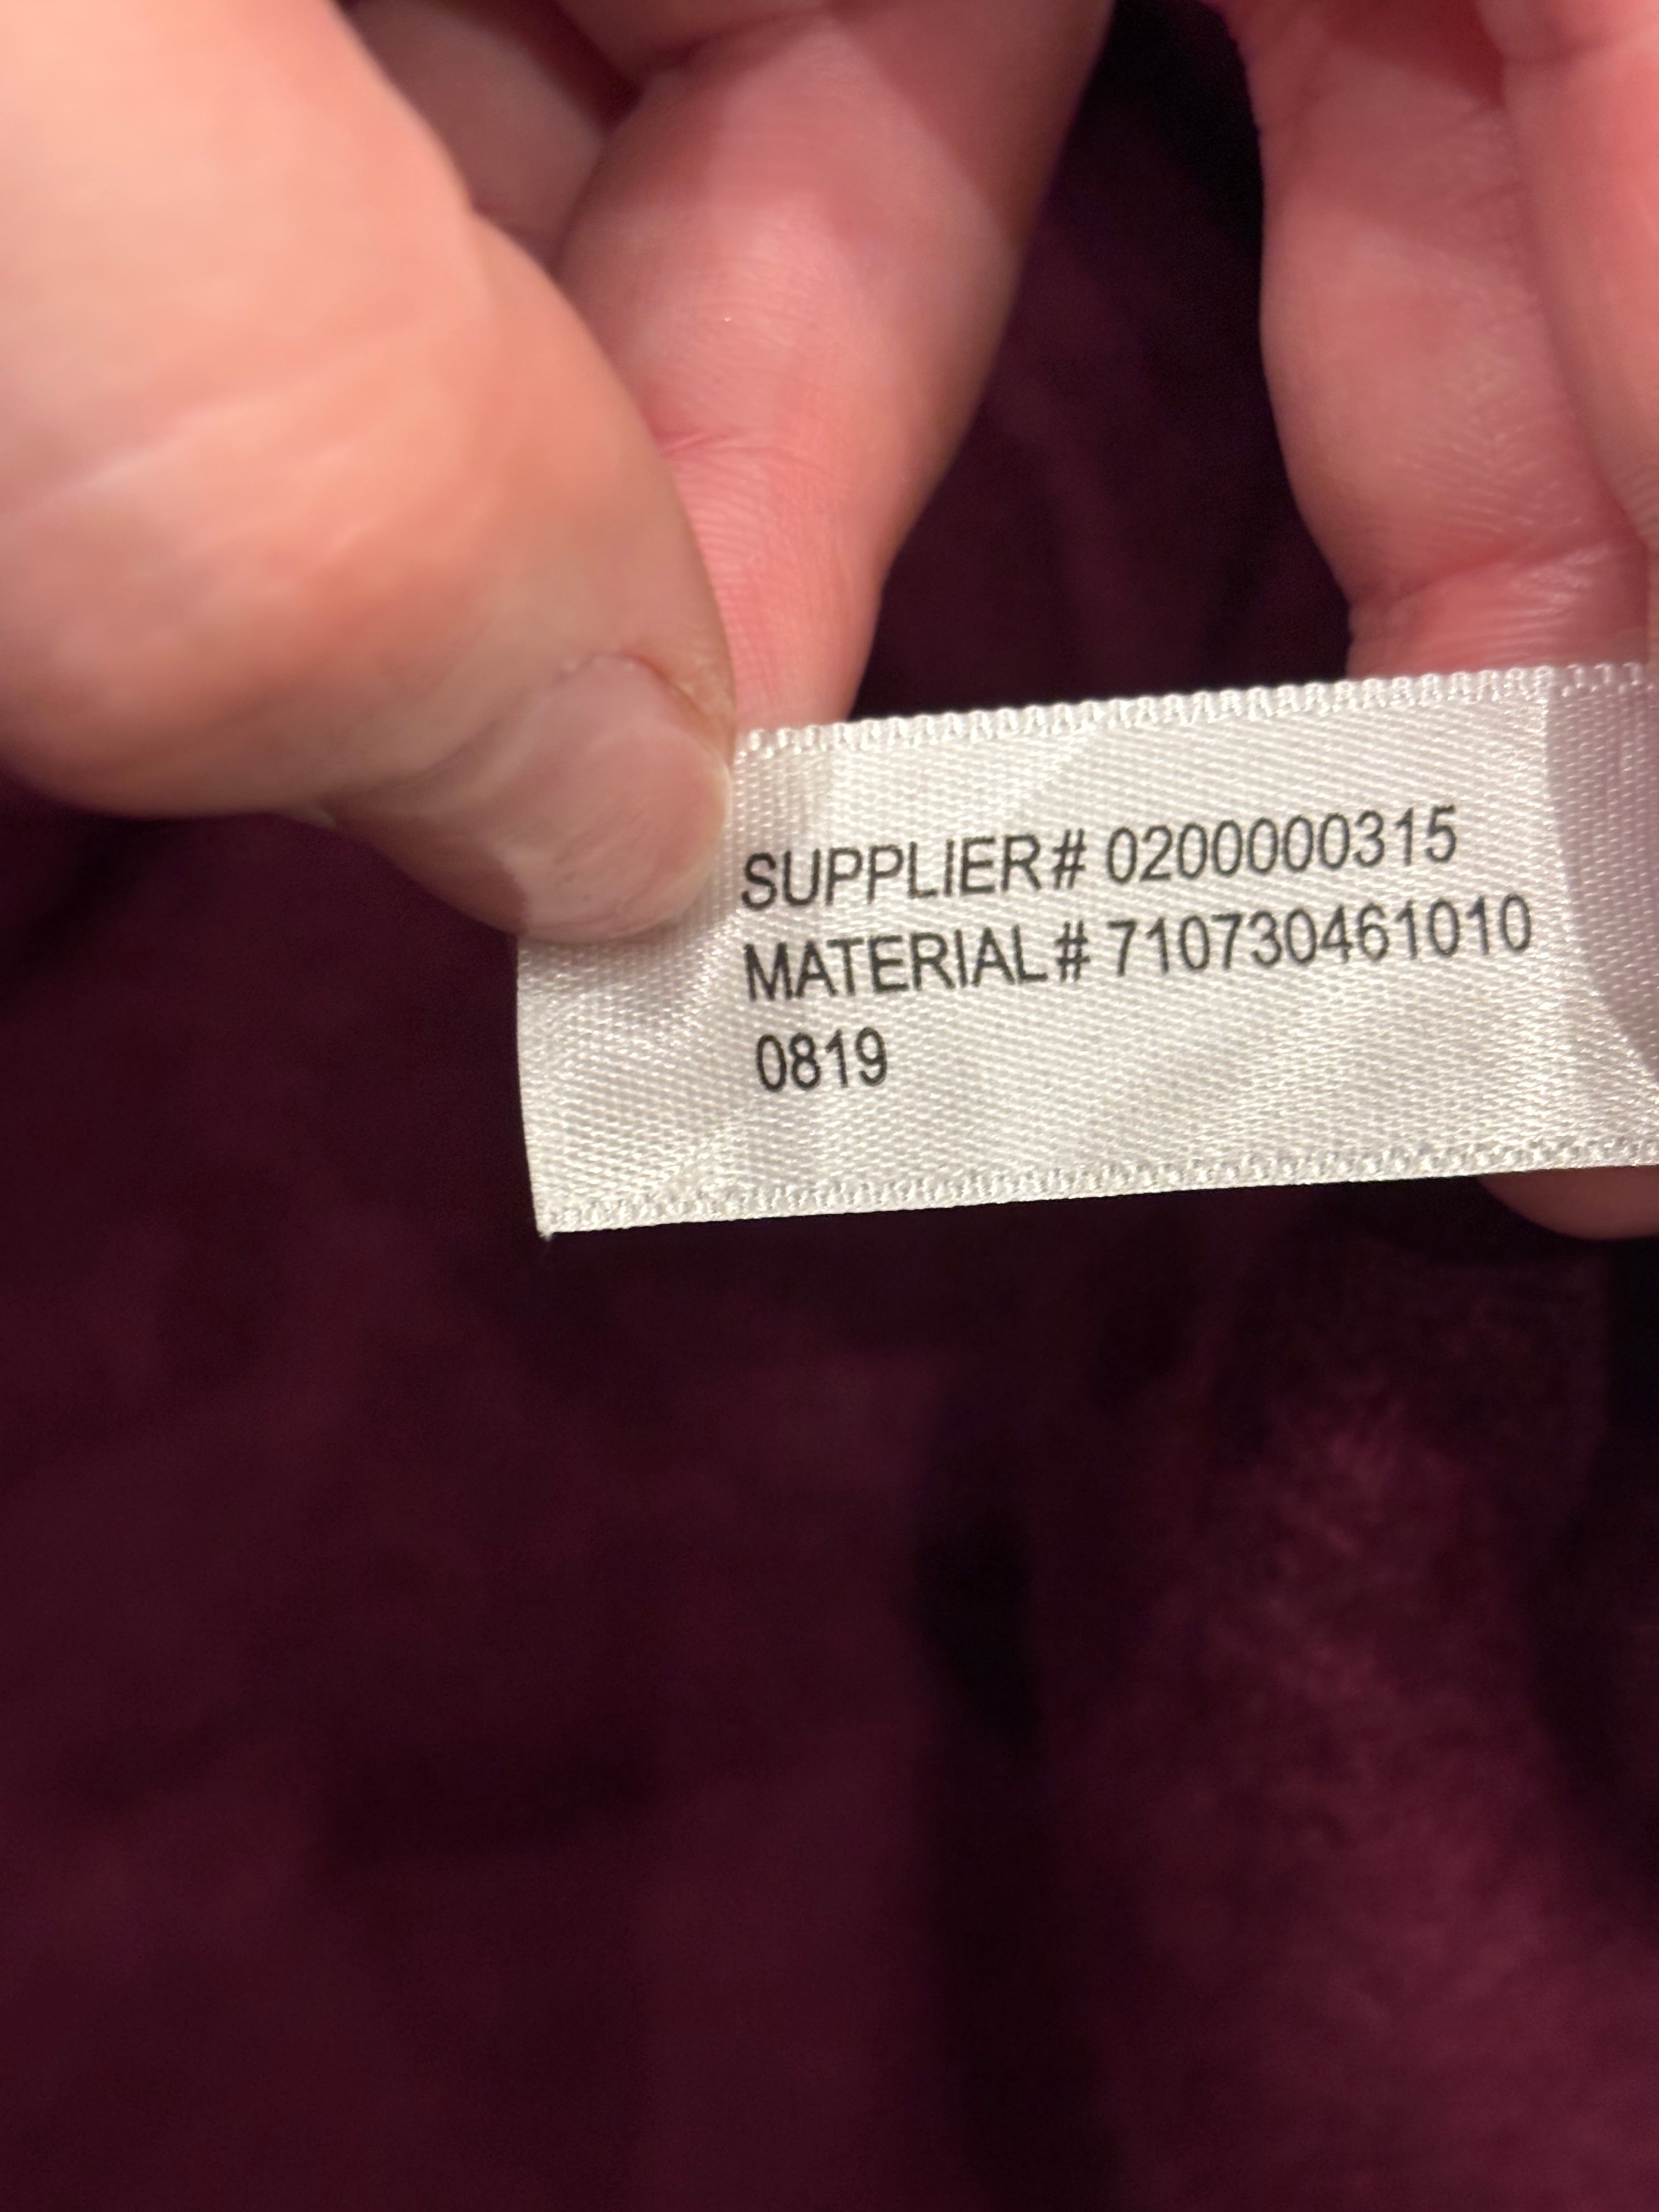 SUPPLIER# 0200000315
MATERIAL# 710730461010
0819